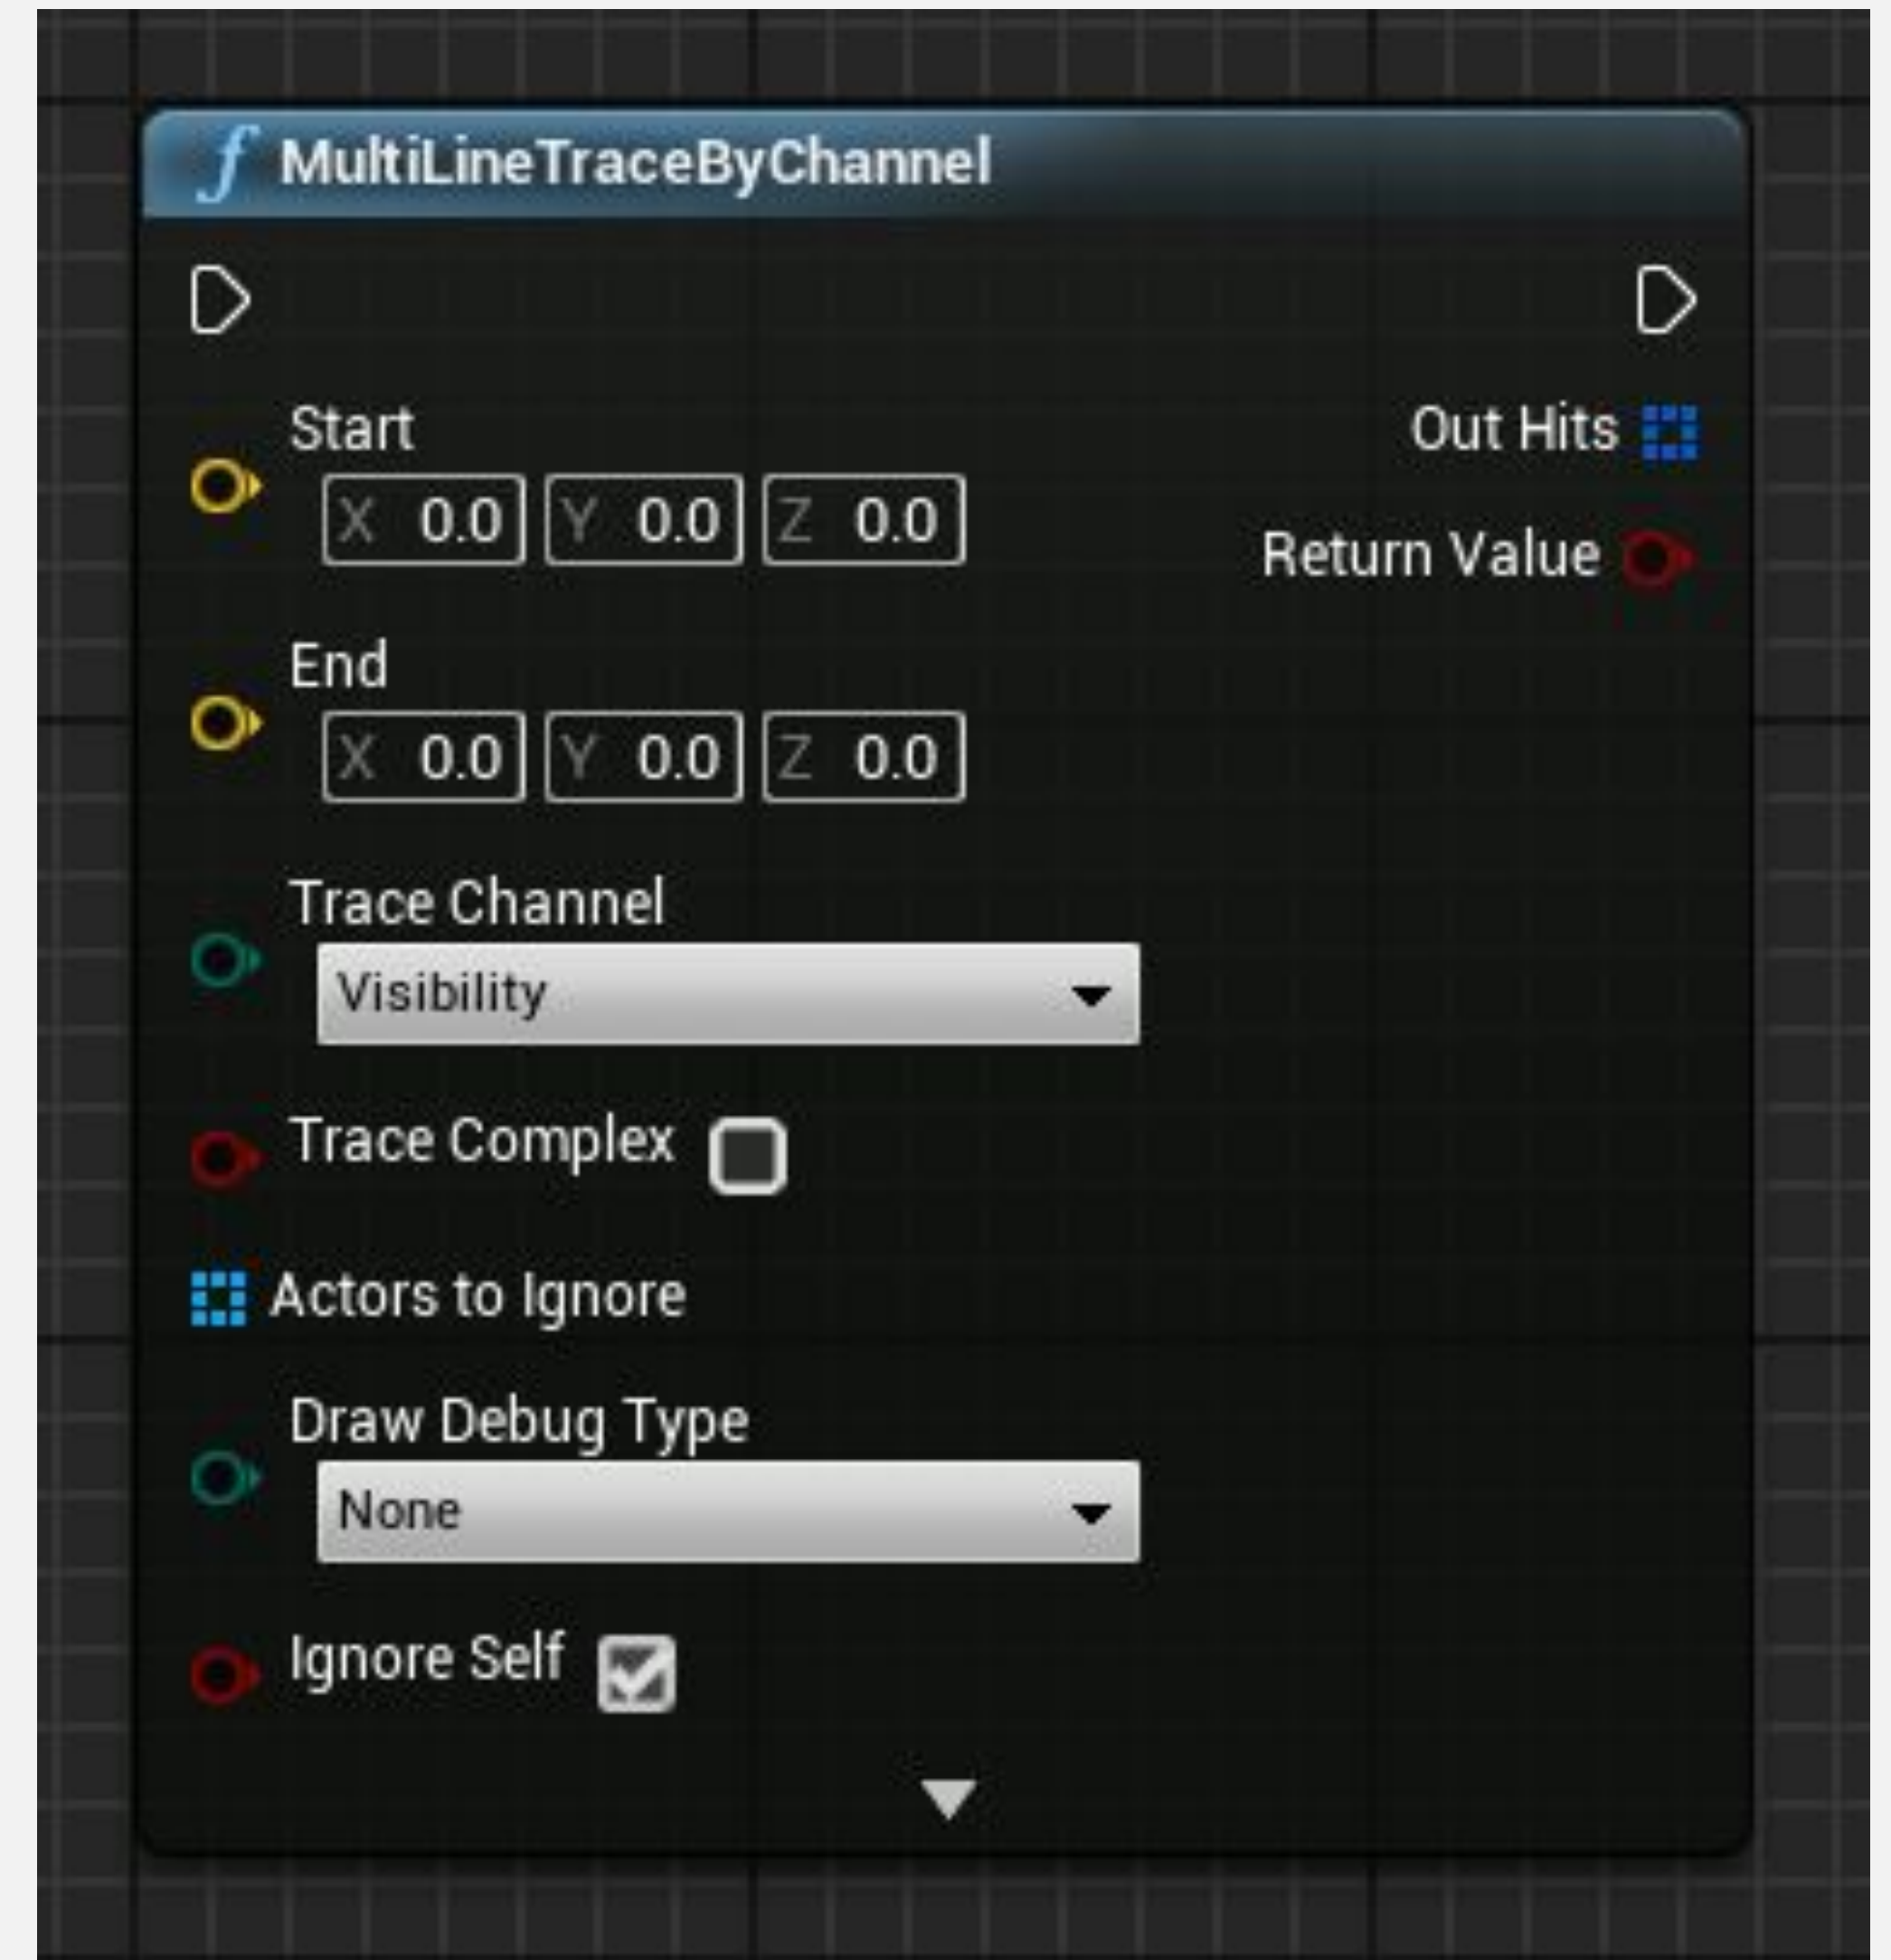 f MultiLineTraceByChannel
Start
X 0.0 Y 0.0 Z 0.0
Out Hits
Return Value
End
X 0.0 Y 0.0 Z 0.0
Trace Channel
Visibility
Trace Complex
Actors to Ignore
Draw Debug Type
None
Ignore Self